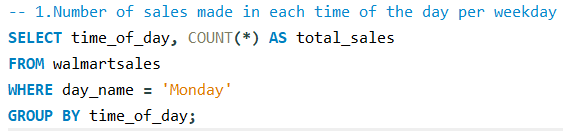 -- 1.Number of sales made in each time of the day per weekday
SELECT time_of_day, COUNT(*) AS total_sales
FROM walmartsales
WHERE day_name = 'Monday'
GROUP BY time_of_day;